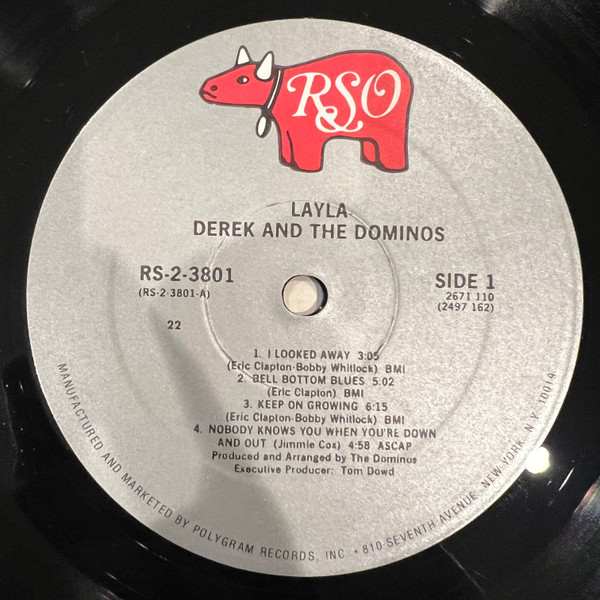 RSO
LAYLA
DEREK AND THE DOMINOS
RS-2-3801
(RS-2-3801-A)
22
SIDE 1
2671 110
(2497 162)
1. I LOOKED AWAY 3:05
(Eric Clapton-Bobby Whitlock) BMI
2. BELL BOTTOM BLUES 5:02
(Eric Clapton) BMI
3. KEEP ON GROWING 6:15
(Eric Clapton-Bobby Whitlock) BMI
4. NOBODY KNOWS YOU WHEN YOU'RE DOWN
AND OUT (Jimmie Cox) 4:58 ASCAP
Produced and Arranged by The Dominos
Executive Producer: Tom Dowd
MANUFACTURED AND MARKETED BY POLYGRAM RECORDS, INC • 810 SEVENTH AVENUE, NEW YORK, N.Y. 10019